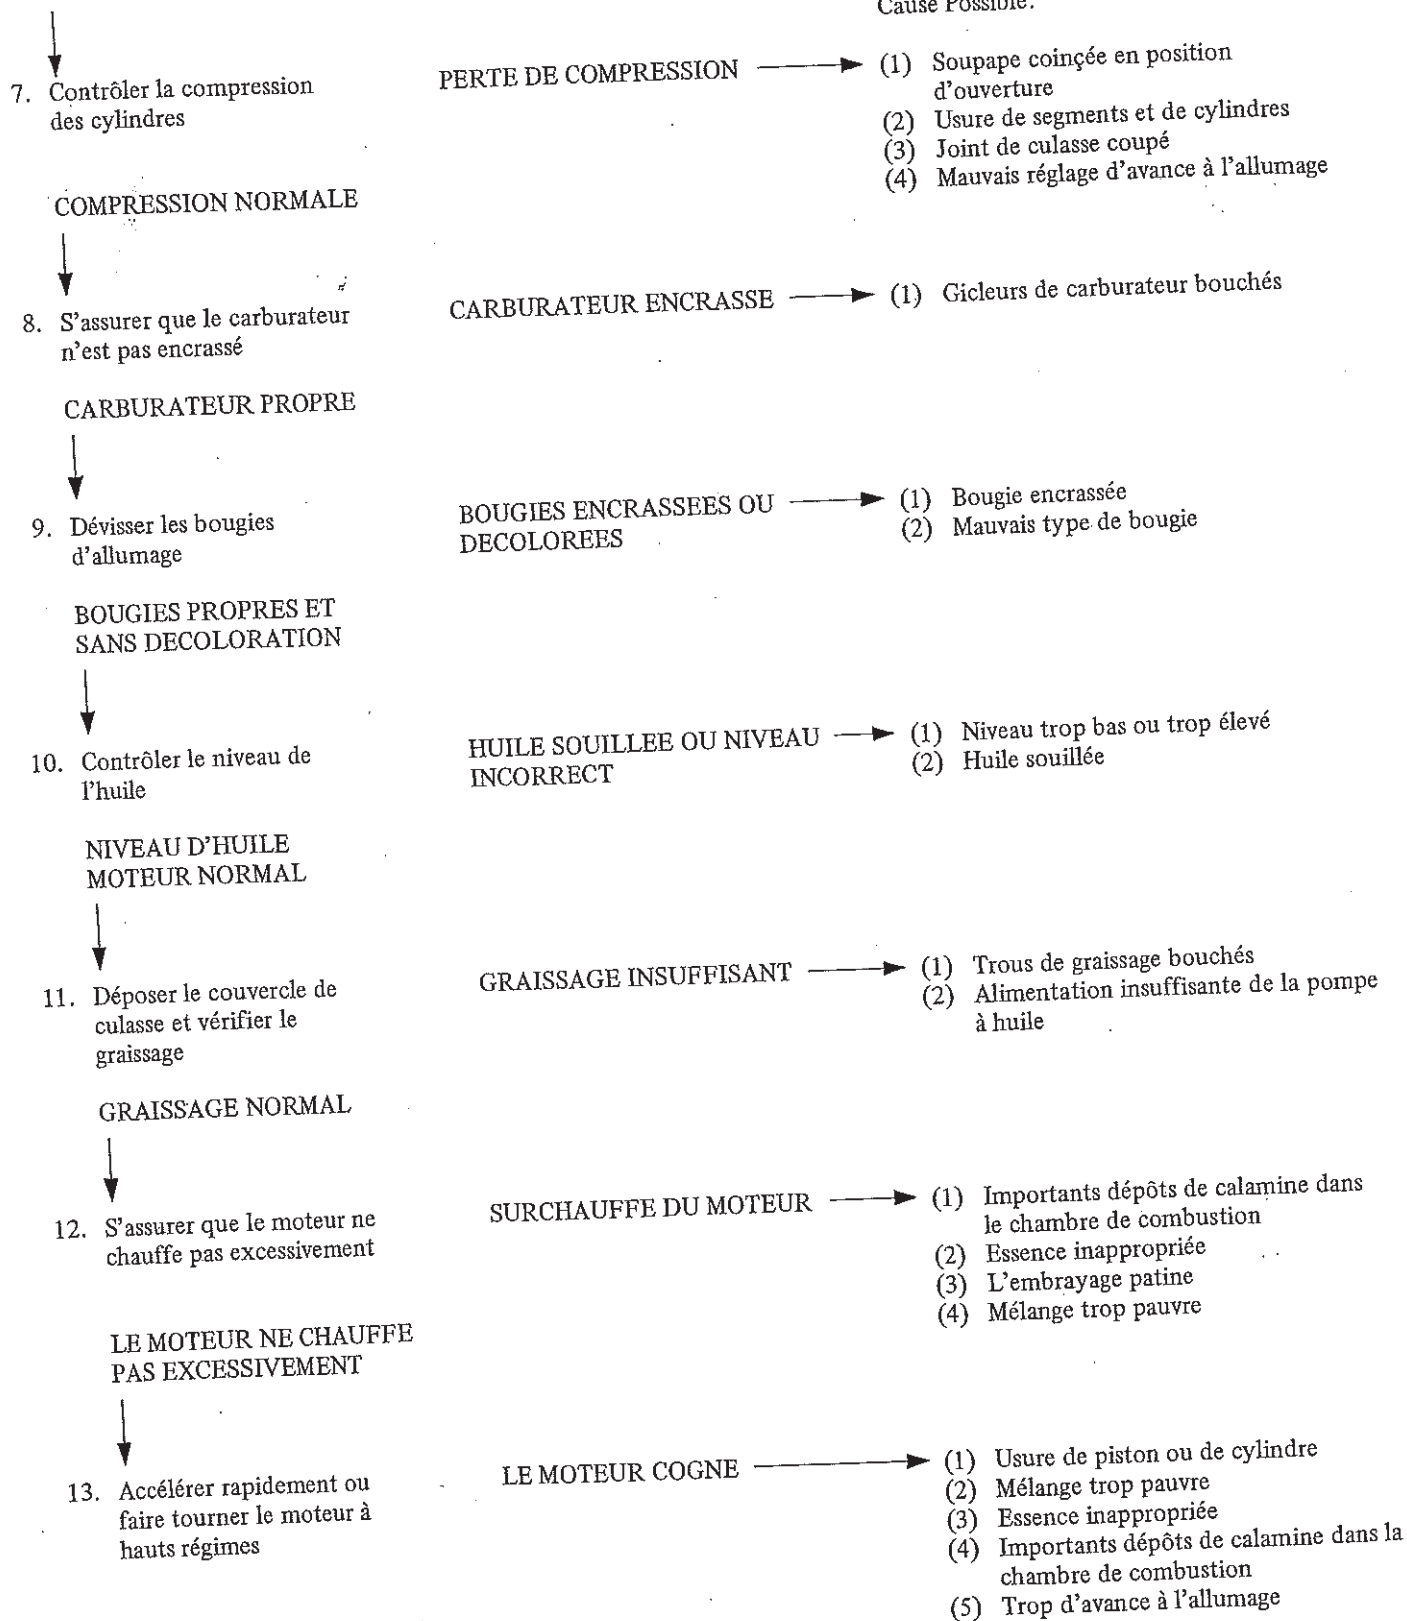 Cause Possible:
7. Contrôler la compression
des cylindres
PERTE DE COMPRESSION
(1) Soupape coinçée en position
d'ouverture
(2) Usure de segments et de cylindres
(3) Joint de culasse coupé
(4) Mauvais réglage d'avance à l'allumage
COMPRESSION NORMALE
8. S'assurer que le carburateur
n'est pas encrassé
CARBURATEUR ENCRASSE
(1) Gicleurs de carburateur bouchés
CARBURATEUR PROPRE
9. Dévisser les bougies
d'allumage
BOUGIES ENCRASSEES OU
DECOLOREES
(1) Bougie encrassée
(2) Mauvais type de bougie
BOUGIES PROPRES ET
SANS DECOLORATION
10. Contrôler le niveau de
l'huile
HUILE SOUILLEE OU NIVEAU
INCORRECT
(1) Niveau trop bas ou trop élevé
(2) Huile souillée
NIVEAU D'HUILE
MOTEUR NORMAL
11. Déposer le couvercle de
culasse et vérifier le
graissage
GRAISSAGE INSUFFISANT
(1) Trous de graissage bouchés
(2) Alimentation insuffisante de la pompe
à huile
GRAISSAGE NORMAL
12. S'assurer que le moteur ne
chauffe pas excessivement
SURCHAUFFE DU MOTEUR
(1) Importants dépôts de calamine dans
le chambre de combustion
(2) Essence inappropriée
(3) L'embrayage patine
(4) Mélange trop pauvre
LE MOTEUR NE CHAUFFE
PAS EXCESSIVEMENT
13. Accélérer rapidement ou
faire tourner le moteur à
hauts régimes
LE MOTEUR COGNE
(1) Usure de piston ou de cylindre
(2) Mélange trop pauvre
(3) Essence inappropriée
(4) Importants dépôts de calamine dans la
chambre de combustion
(5) Trop d'avance à l'allumage